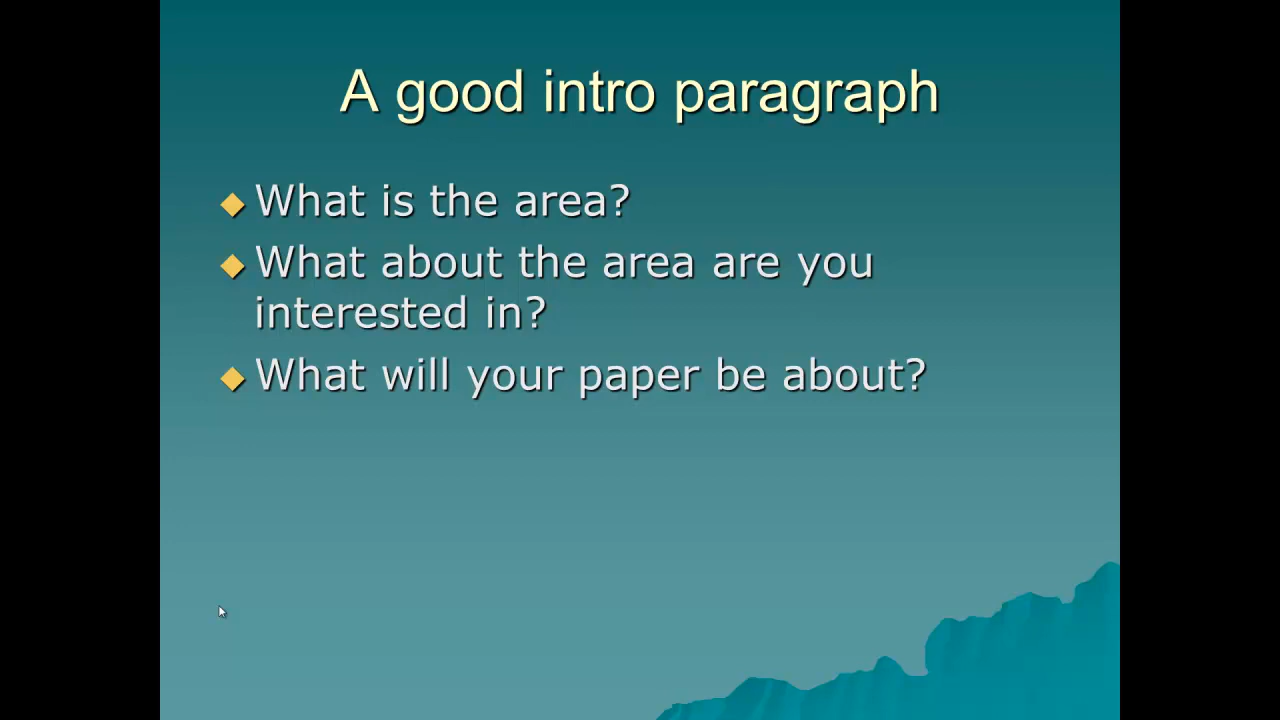 A good intro paragraph
What is the area?
What about the area are you
interested in?
What will your paper be about?